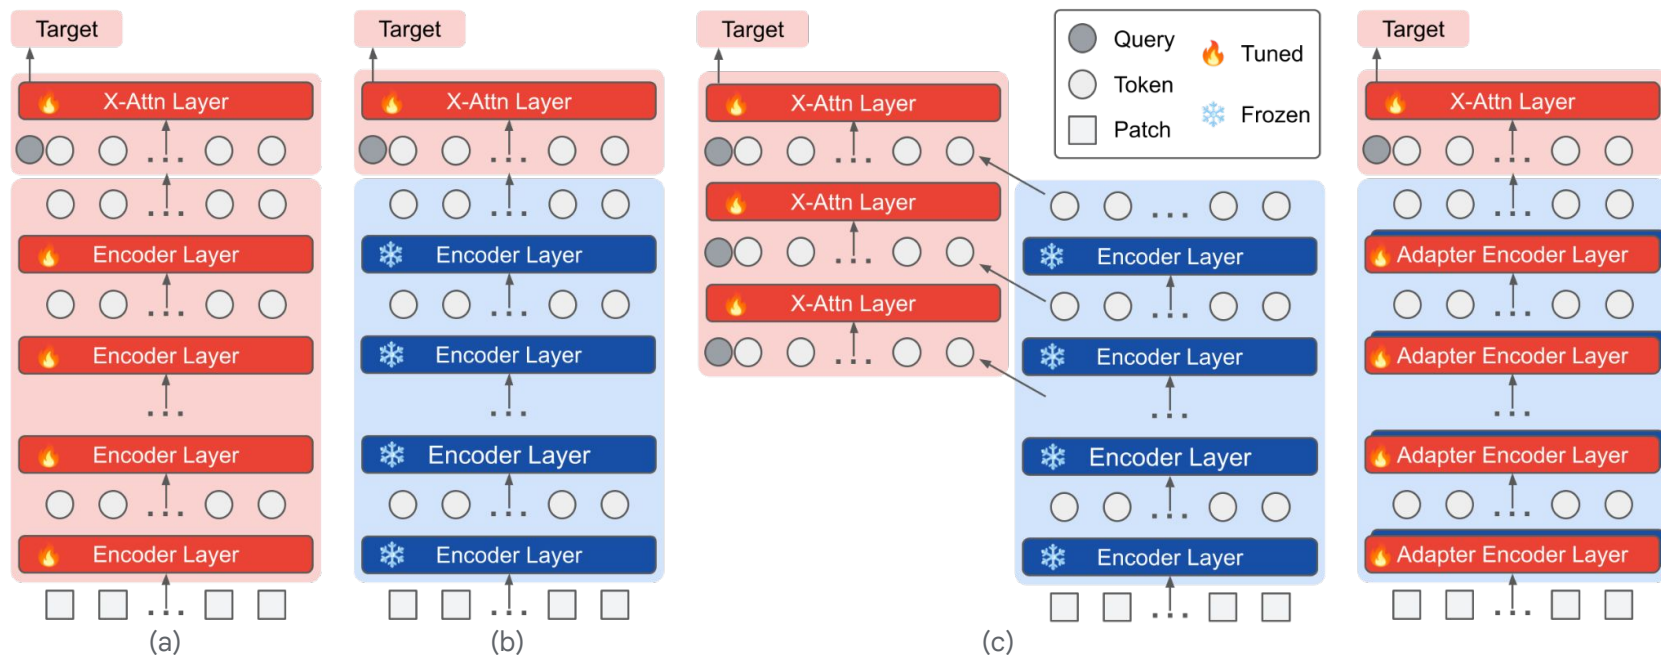 Target
X-Attn Layer
...
...
Encoder Layer
...
Encoder Layer
...
Encoder Layer
...
Encoder Layer
...
(a)
Target
X-Attn Layer
...
...
Encoder Layer
...
Encoder Layer
...
Encoder Layer
...
Encoder Layer
...
(b)
Target
X-Attn Layer
...
X-Attn Layer
...
X-Attn Layer
...
...
Encoder Layer
...
Encoder Layer
...
Encoder Layer
...
Encoder Layer
...
(c)
Query
Token
Patch
Tuned
Frozen
Target
X-Attn Layer
...
...
Adapter Encoder Layer
...
Adapter Encoder Layer
...
Adapter Encoder Layer
...
Adapter Encoder Layer
...